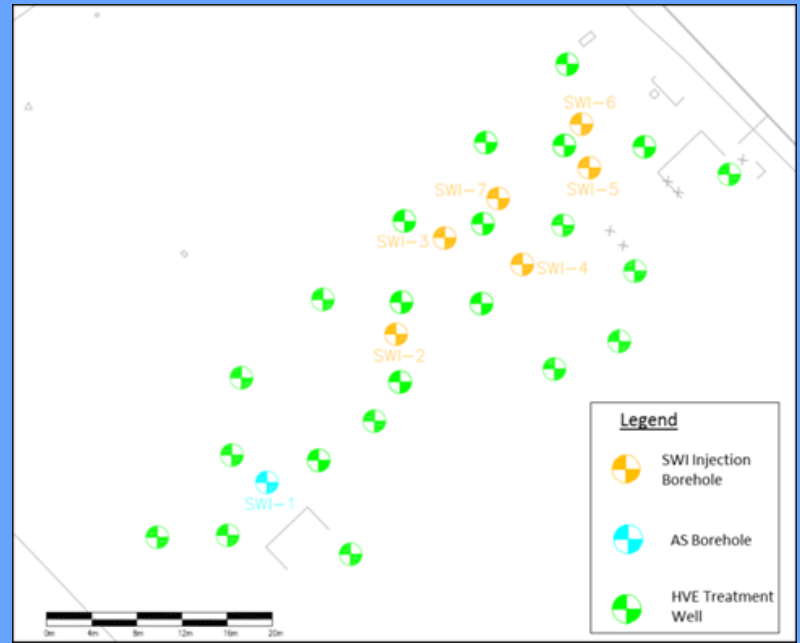 SWI-6
SWI-5
SWI-7
SWI-3
SWI-4
SWI-2
SWI-1
Legend
SWI Injection
Borehole
AS Borehole
HVE Treatment
Well
0m 4m 8m 12m 16m 20m